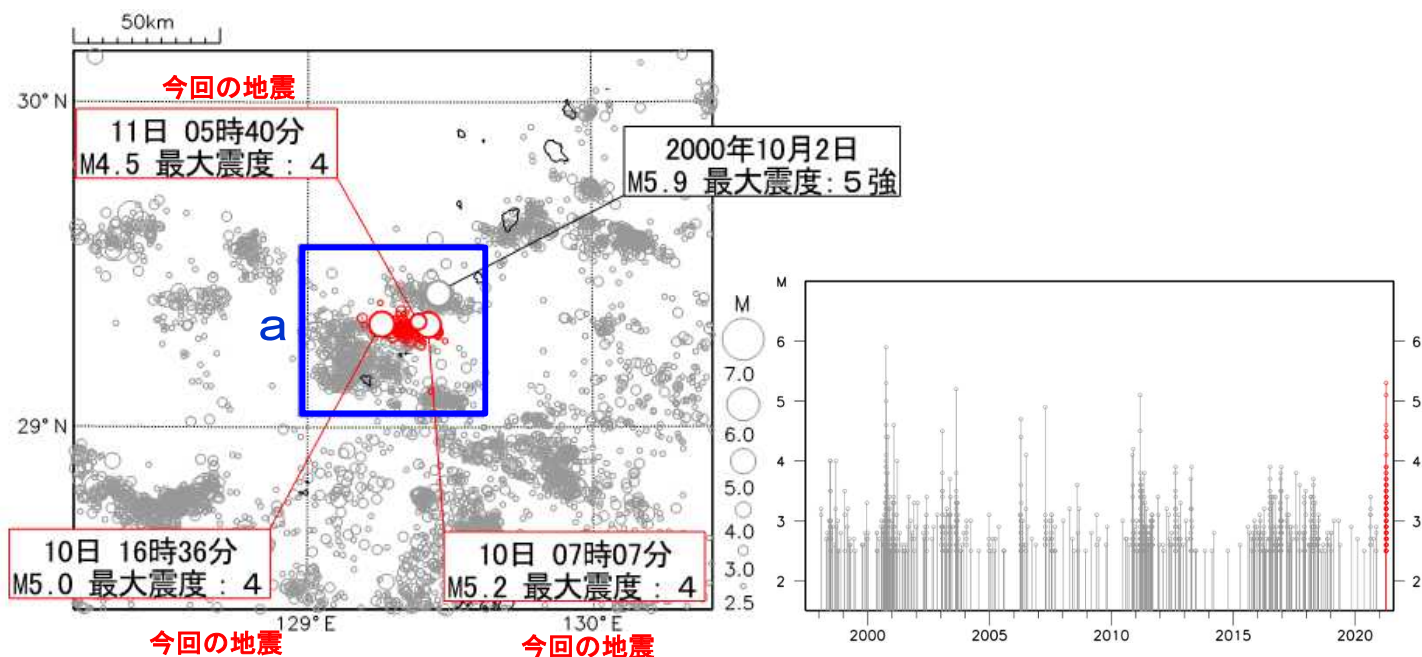 50km
今回の地震
30°N
11日 05時40分
M4.5 最大震度：4
2000年10月2日
M5.9 最大震度：5強
a
29°N
M
7.0
6.0
5.0
4.0
3.0
2.5
10日 16時36分
M5.0 最大震度：4
10日 07時07分
M5.2 最大震度：4
129°E
130°E
今回の地震
今回の地震
M
6
6
5
5
4
4
3
3
2
2
2000
2005
2010
2015
2020